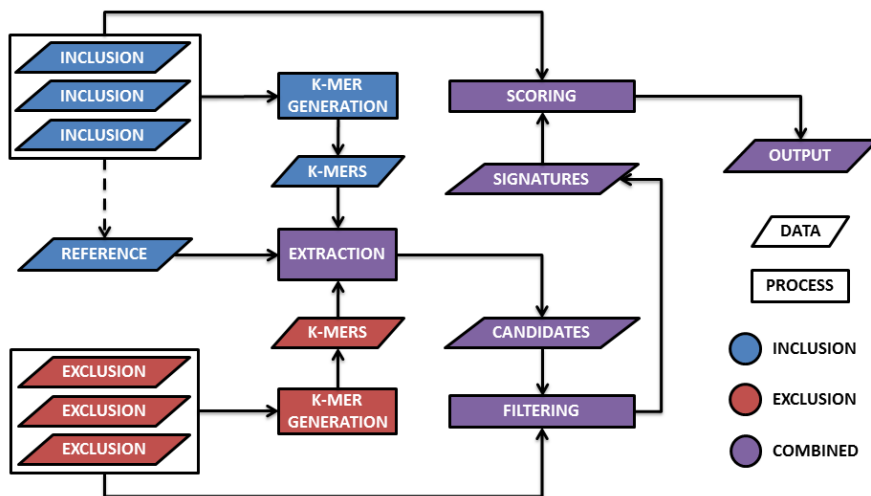 INCLUSION
INCLUSION
INCLUSION
K-MER
GENERATION
K-MERS
REFERENCE
EXTRACTION
K-MERS
EXCLUSION
EXCLUSION
EXCLUSION
K-MER
GENERATION
SCORING
SIGNATURES
CANDIDATES
FILTERING
OUTPUT
DATA
PROCESS
INCLUSION
EXCLUSION
COMBINED